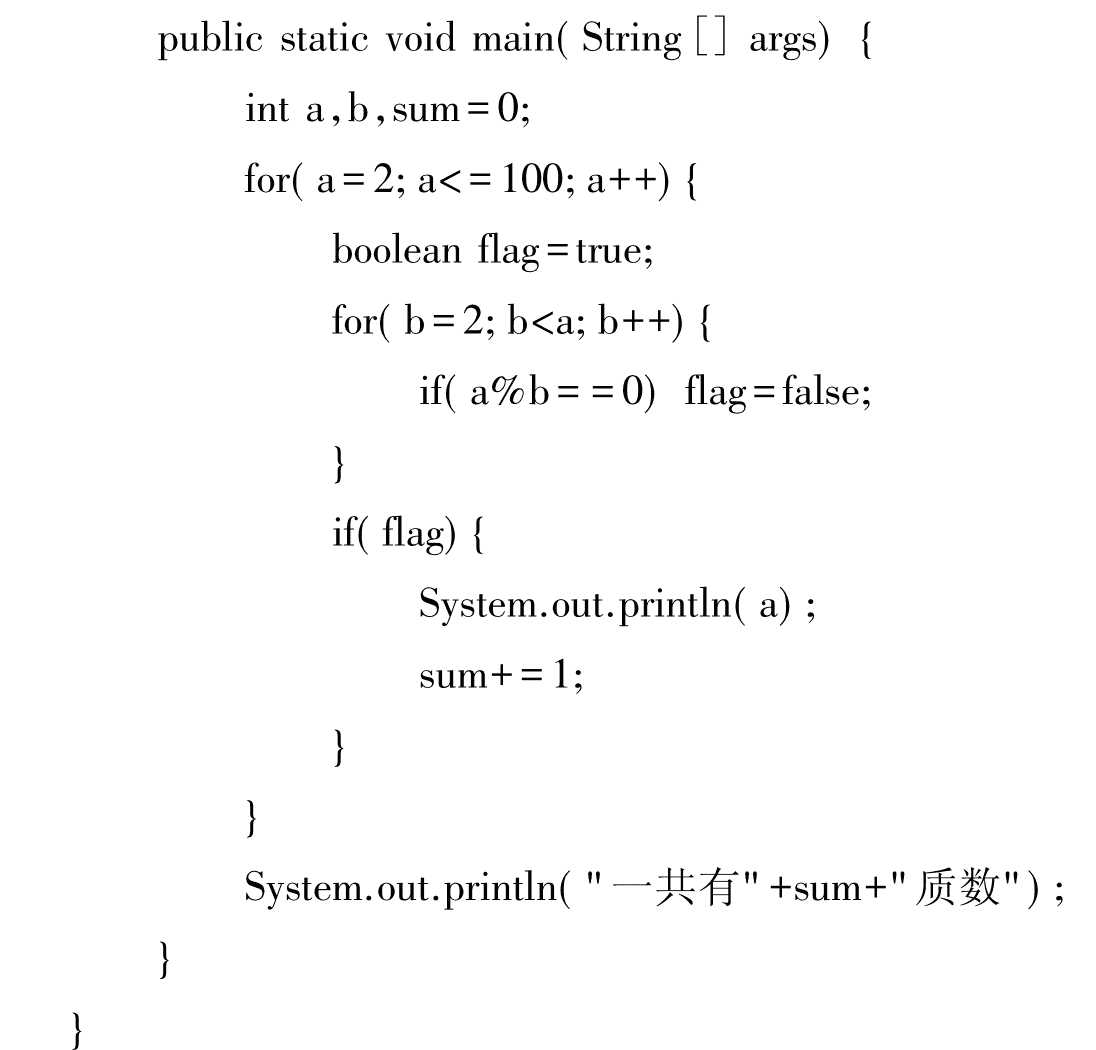 public static void main( String [ ] args) {
int a,b,sum=0;
for( a=2; a<=100; a++) {
boolean flag=true;
for( b=2; b<a; b++) {
if( a%b==0) flag=false;
}
if( flag) {
System.out.println( a) ;
sum+=1;
}
}
System.out.println( "一共有" +sum+"质数") ;
}
}